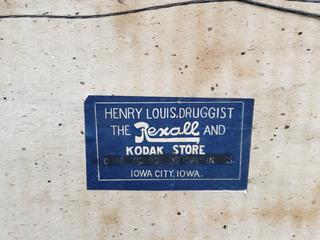 HENRY LOUIS, DRUGGIST
THE Rexall AND
KODAK STORE
IOWA CITY, IOWA.